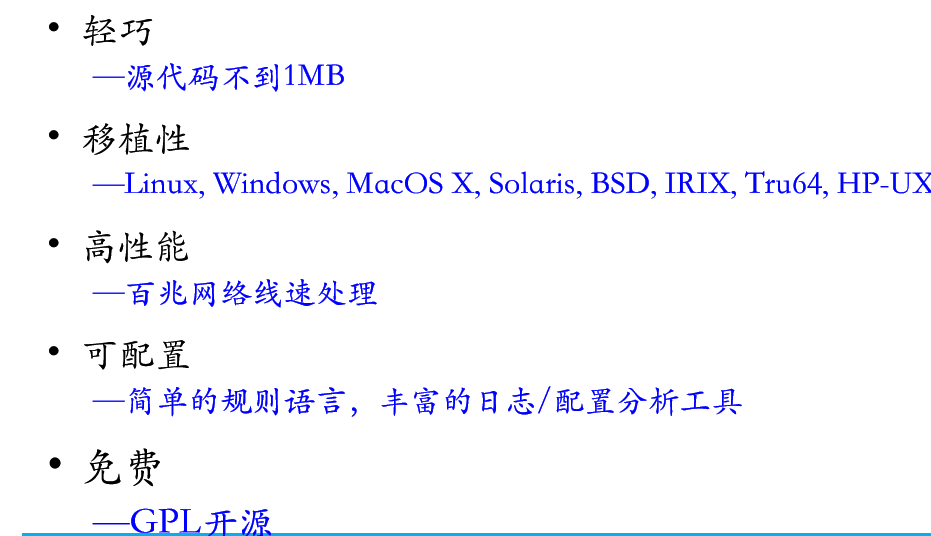 • 轻巧
—源代码不到1MB
• 移植性
—Linux, Windows, MacOS X, Solaris, BSD, IRIX, Tru64, HP-UX
• 高性能
—百兆网络线速处理
• 可配置
—简单的规则语言，丰富的日志/配置分析工具
• 免费
—GPL开源